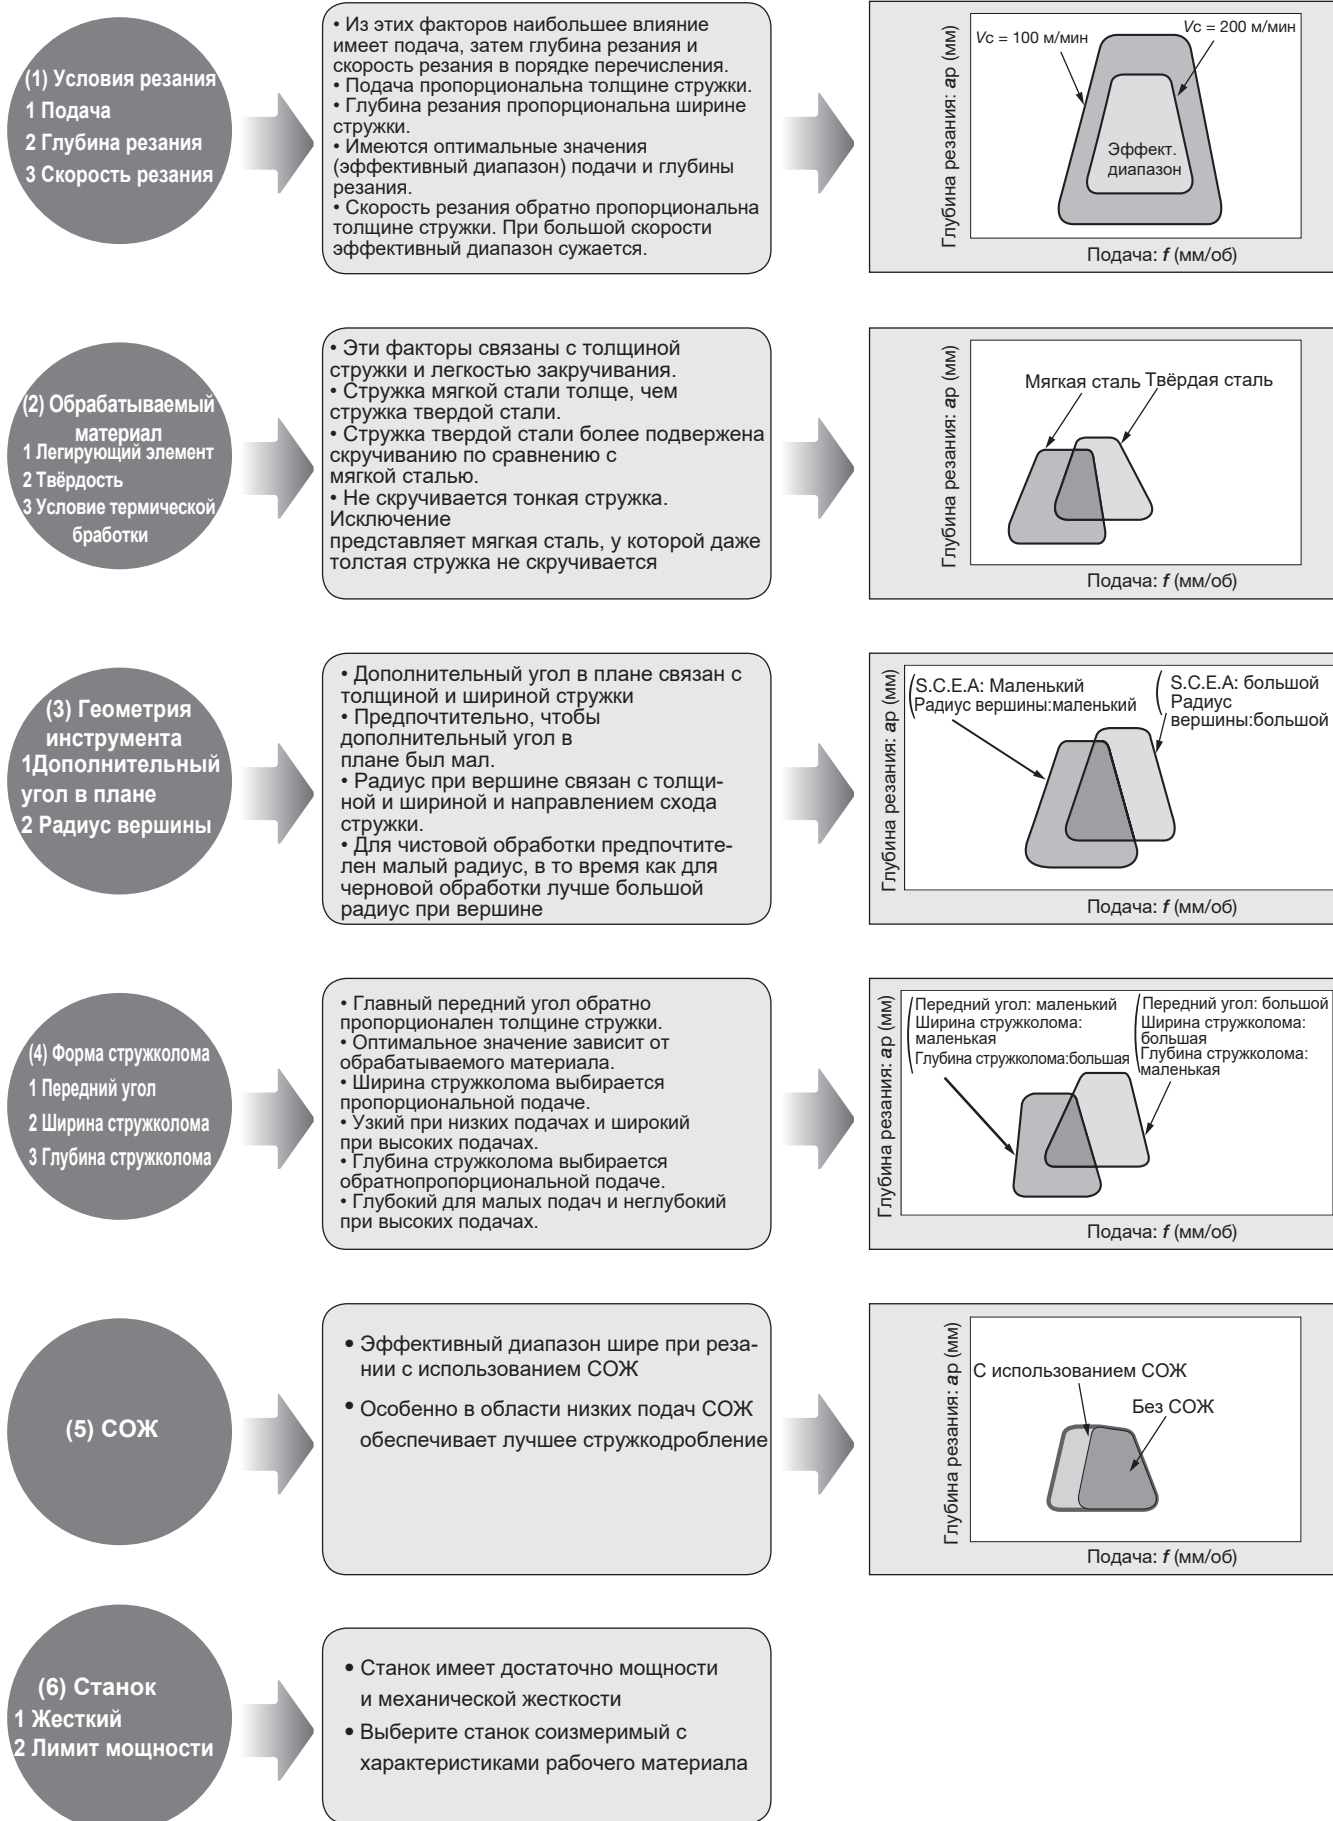 (1) Условия резания
1 Подача
2 Глубина резания
3 Скорость резания
• Из этих факторов наибольшее влияние
имеет подача, затем глубина резания и
скорость резания в порядке перечисления.
• Подача пропорциональна толщине стружки.
• Глубина резания пропорциональна ширине
стружки.
• Имеются оптимальные значения
(эффективный диапазон) подачи и глубины
резания.
• Скорость резания обратно пропорциональна
толщине стружки. При большой скорости
эффективный диапазон сужается.
Глубина резания: ap (мм)
Vc = 100 м/мин
Vc = 200 м/мин
Эффект.
диапазон
Подача: f (мм/об)
(2) Обрабатываемый
материал
1 Легирующий элемент
2 Твёрдость
3 Условие термической
бработки
• Эти факторы связаны с толщиной
стружки и легкостью закручивания.
• Стружка мягкой стали толще, чем
стружка твердой стали.
• Стружка твердой стали более подвержена
скручиванию по сравнению с
мягкой сталью.
• Не скручивается тонкая стружка.
Исключение
представляет мягкая сталь, у которой даже
толстая стружка не скручивается
Глубина резания: ap (мм)
Мягкая сталь
Твёрдая сталь
Подача: f (мм/об)
(3) Геометрия
инструмента
1Дополнительный
угол в плане
2 Радиус вершины
• Дополнительный угол в плане связан с
толщиной и шириной стружки
• Предпочтительно, чтобы
дополнительный угол в
плане был мал.
• Радиус при вершине связан с толщи-
ной и шириной и направлением схода
стружки.
• Для чистовой обработки предпочтите-
лен малый радиус, в то время как для
черновой обработки лучше большой
радиус при вершине
Глубина резания: ap (мм)
(S.C.E.A: Маленький
Радиус вершины:маленький
(S.C.E.A: большой
Радиус
вершины:большой
Подача: f (мм/об)
(4) Форма стружколома
1 Передний угол
2 Ширина стружколома
3 Глубина стружколома
• Главный передний угол обратно
пропорционален толщине стружки.
• Оптимальное значение зависит от
обрабатываемого материала.
• Ширина стружколома выбирается
пропорциональной подаче.
• Узкий при низких подачах и широкий
при высоких подачах.
• Глубина стружколома выбирается
обратнопропорциональной подаче.
• Глубокий для малых подач и неглубокий
при высоких подачах.
Глубина резания: ap (мм)
(Передний угол: маленький
Ширина стружколома:
маленькая
Глубина стружколома:большая
(Передний угол: большой
Ширина стружколома:
большая
Глубина стружколома:
маленькая
Подача: f (мм/об)
(5) СОЖ
• Эффективный диапазон шире при реза-
нии с использованием СОЖ
• Особенно в области низких подач СОЖ
обеспечивает лучшее стружкодробление
Глубина резания: ap (мм)
С использованием СОЖ
Без СОЖ
Подача: f (мм/об)
(6) Станок
1 Жесткий
2 Лимит мощности
• Станок имеет достаточно мощности
и механической жесткости
• Выберите станок соизмеримый с
характеристиками рабочего материала